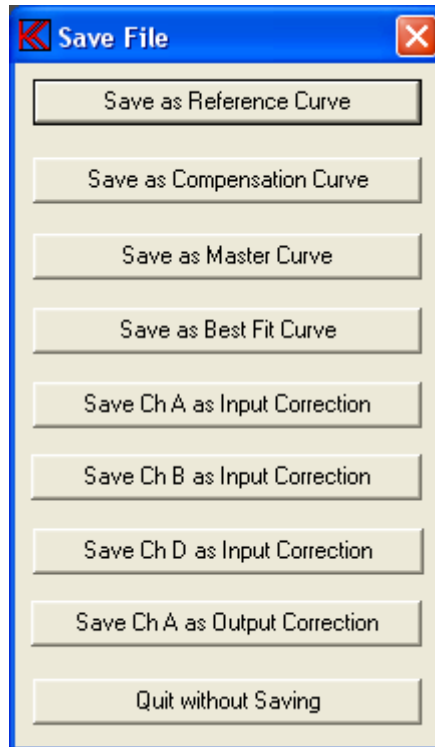 Save File
Save as Reference Curve
Save as Compensation Curve
Save as Master Curve
Save as Best Fit Curve
Save Ch A as Input Correction
Save Ch B as Input Correction
Save Ch D as Input Correction
Save Ch A as Output Correction
Quit without Saving